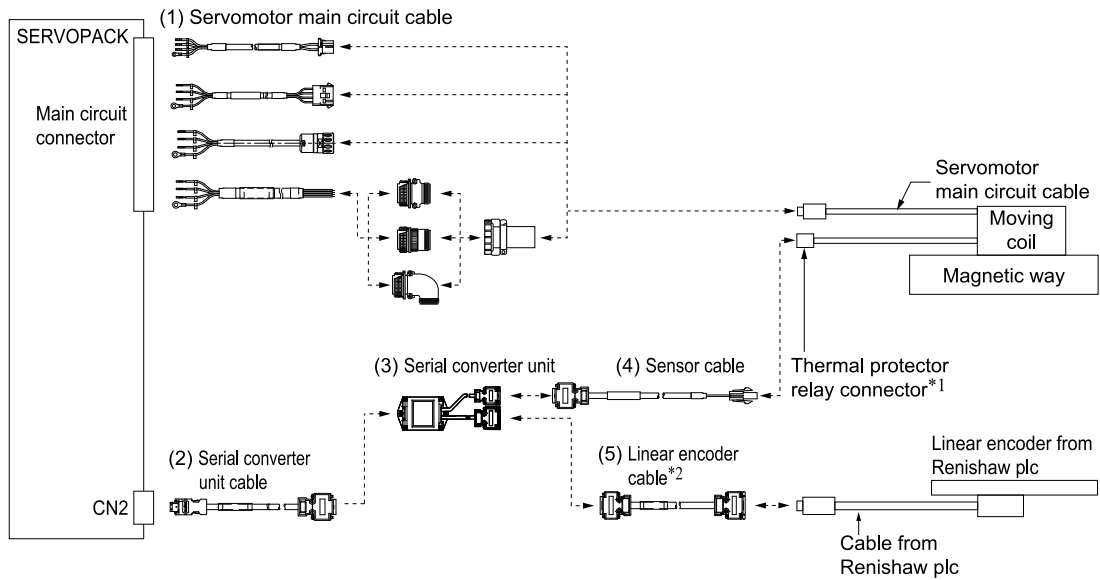 (1) Servomotor main circuit cable
SERVOPACK
Main circuit
connector
Servomotor
main circuit cable
Moving
coil
Magnetic way
(3) Serial converter unit
(4) Sensor cable
Thermal protector
relay connector*1
(2) Serial converter
unit cable
(5) Linear encoder
cable*2
Linear encoder from
Renishaw plc
CN2
Cable from
Renishaw plc